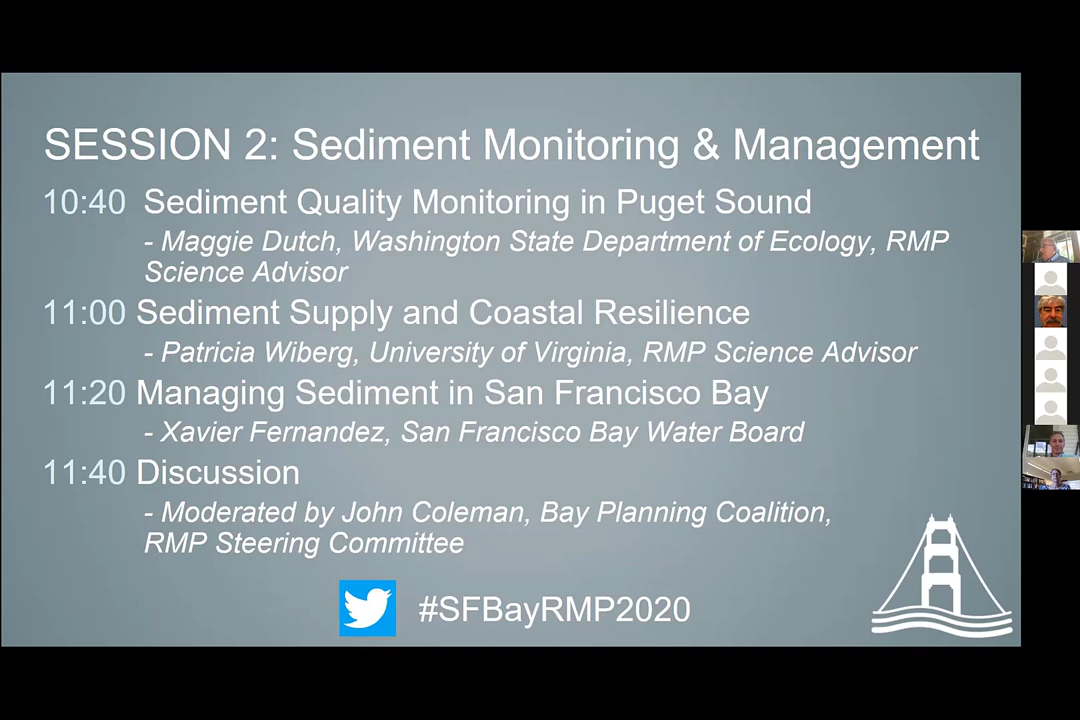 SESSION 2: Sediment Monitoring & Management
10:40 Sediment Quality Monitoring in Puget Sound
- Maggie Dutch, Washington State Department of Ecology, RMP
Science Advisor
11:00 Sediment Supply and Coastal Resilience
- Patricia Wiberg, University of Virginia, RMP Science Advisor
11:20 Managing Sediment in San Francisco Bay
- Xavier Fernandez, San Francisco Bay Water Board
11:40 Discussion
- Moderated by John Coleman, Bay Planning Coalition,
RMP Steering Committee
#SFBayRMP2020